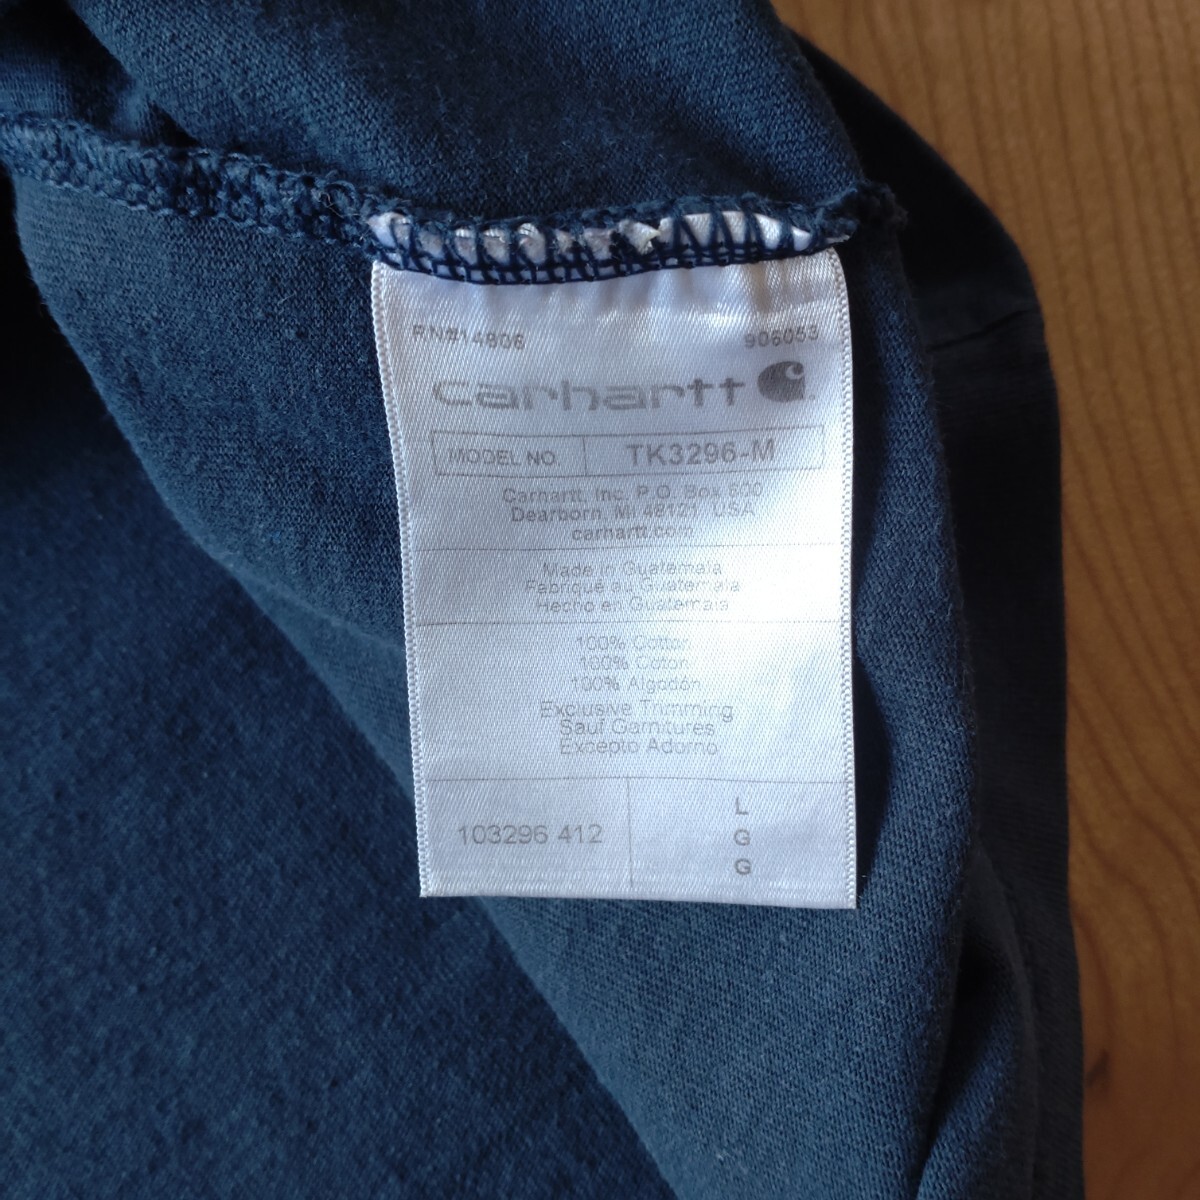 RN#14806 906053
carhartt
MODEL NO. TK3296-M
Carhartt, Inc. P.O. Box 600
Dearborn, MI 48121 USA
carhartt.com
Made in Guatemala
Fabriqué au Guatemala
Hecho en Guatemala
100% Cotton
100% Coton
100% Algodón
Exclusive Trimming
Sauf Garnitures
Excepto Adorno
103296 412
L
G
G